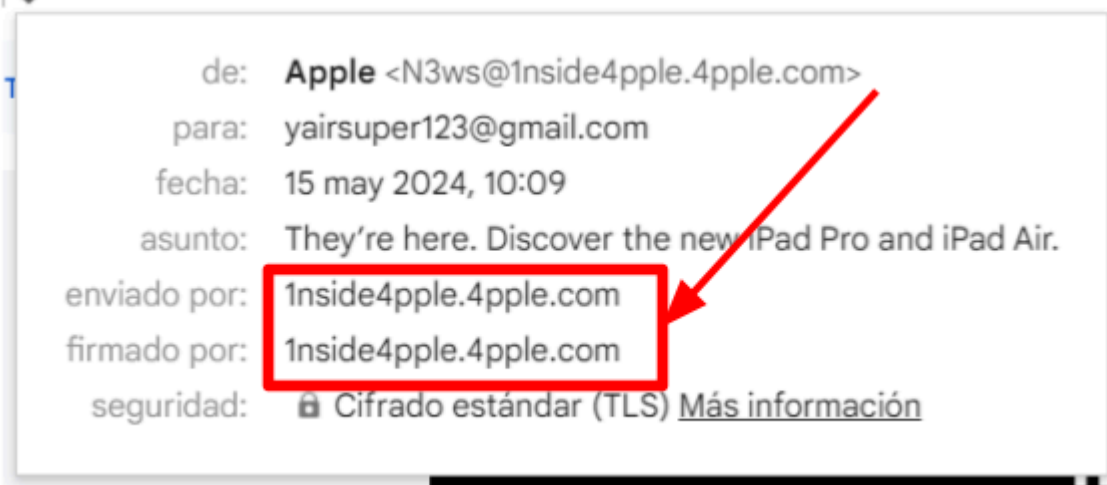 de: Apple <N3ws@1nside4pple.4pple.com>
para: yairsuper123@gmail.com
fecha: 15 may 2024, 10:09
asunto: They're here. Discover the new iPad Pro and iPad Air.
enviado por: 1nside4pple.4pple.com
firmado por: 1nside4pple.4pple.com
seguridad: Cifrado estándar (TLS) Más información